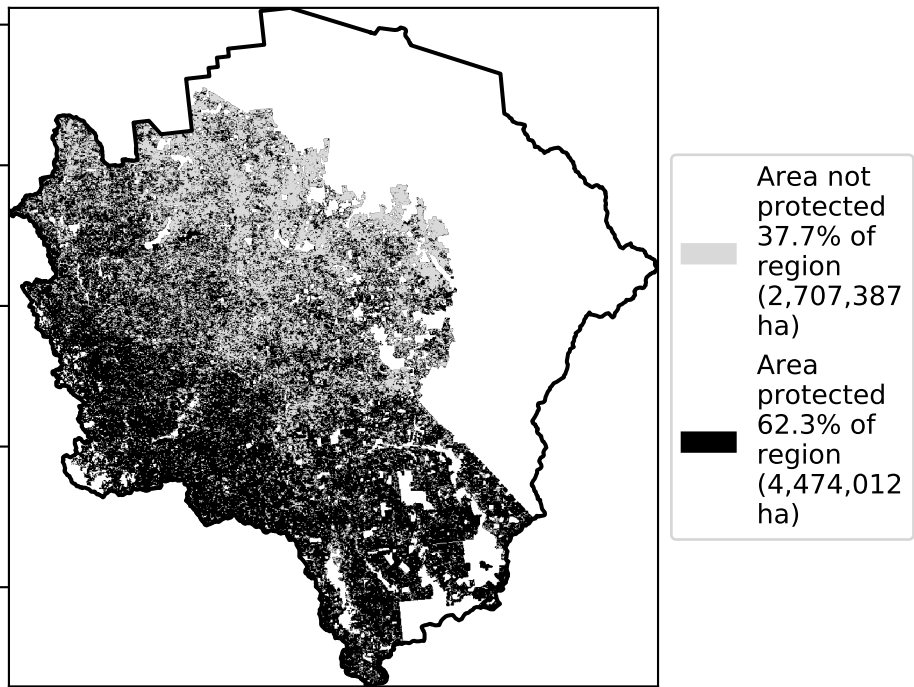 Area not
protected
37.7% of
region
(2,707,387
ha)
Area
protected
62.3% of
region
(4,474,012
ha)